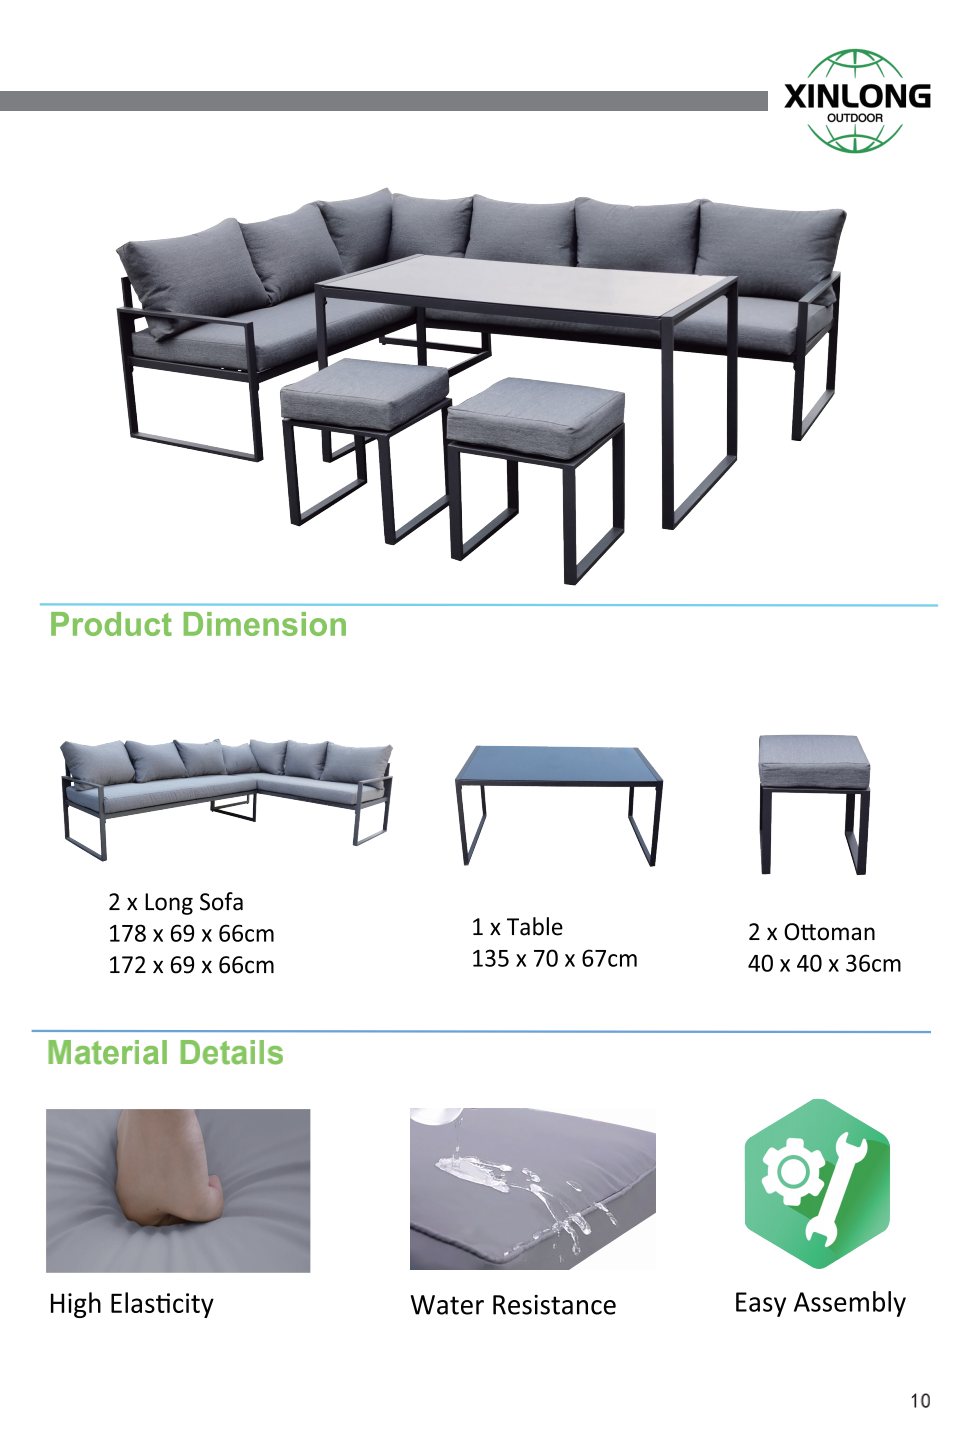 XINLONG
OUTDOOR
Product Dimension
2 x Long Sofa
178 x 69 x 66cm
172 x 69 x 66cm
1 x Table
135 x 70 x 67cm
2 x Ottoman
40 x 40 x 36cm
Material Details
High Elasticity
Water Resistance
Easy Assembly
10